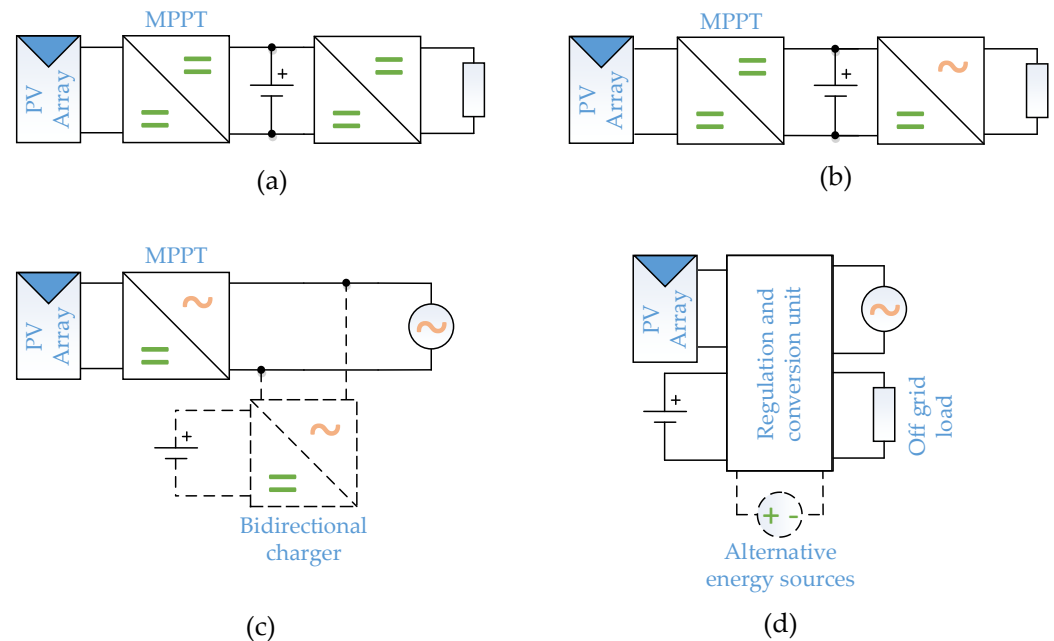 MPPT
PV
Array
+
(a)
MPPT
PV
Array
+
(b)
MPPT
PV
Array
+
Bidirectional
charger
(c)
PV
Array
+
Regulation and
conversion unit
Off grid
load
+ -
Alternative
energy sources
(d)